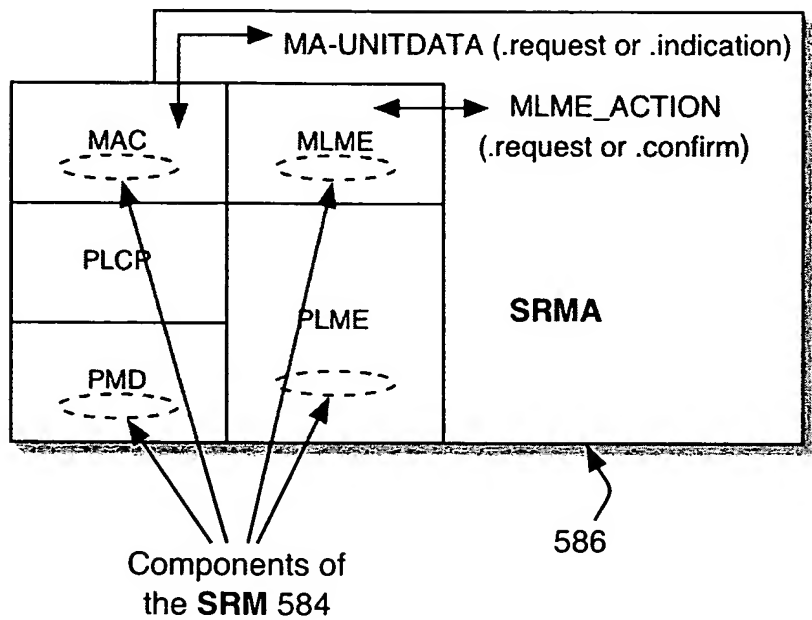 MA-UNITDATA (.request or .indication)
MAC
MLME
MLME_ACTION
(.request or .confirm)
PLCP
PLME
SRMA
PMD
586
Components of
the SRM 584